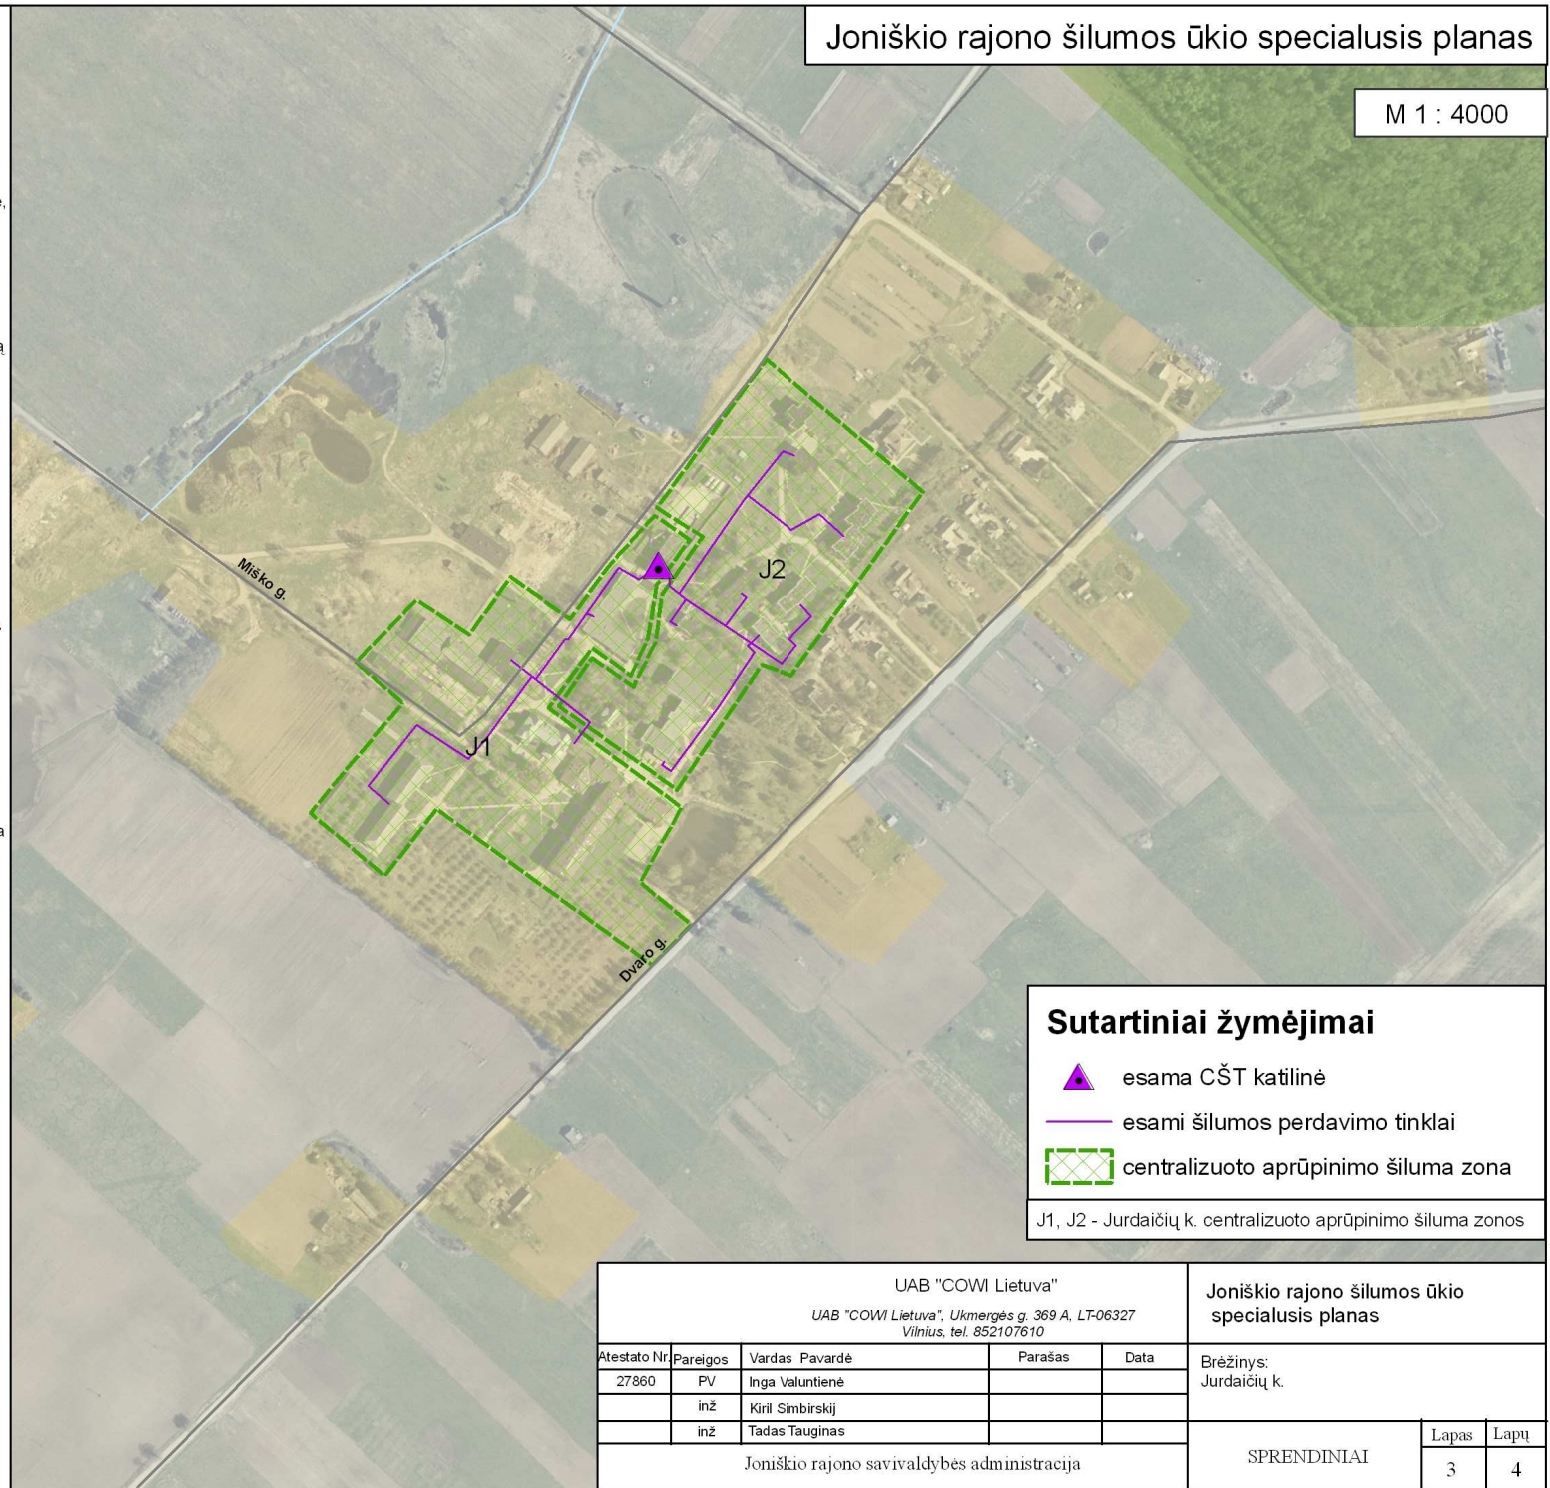 Joniškio rajono šilumos ūkio specialusis planas
M 1 : 4000
Miško g.
J2
J1
Dvaro g.
Sutartiniai žymėjimai
esama CŠT katilinė
esami šilumos perdavimo tinklai
centralizuoto aprūpinimo šiluma zona
J1, J2 - Jurdaičių k. centralizuoto aprūpinimo šiluma zonos
UAB "COWI Lietuva"
UAB "COWI Lietuva", Ukmergės g. 369 A, LT-06327
Vilnius, tel. 852107610
Joniškio rajono šilumos ūkio
specialusis planas
Atestato Nr. Pareigos Vardas Pavardė Parašas Data
27860 PV Inga Valuntienė
inž Kiril Simbirskij
inž Tadas Tauginas
Joniškio rajono savivaldybės administracija
Brėžinys:
Jurdaičių k.
SPRENDINIAI
Lapas Lapų
3 4